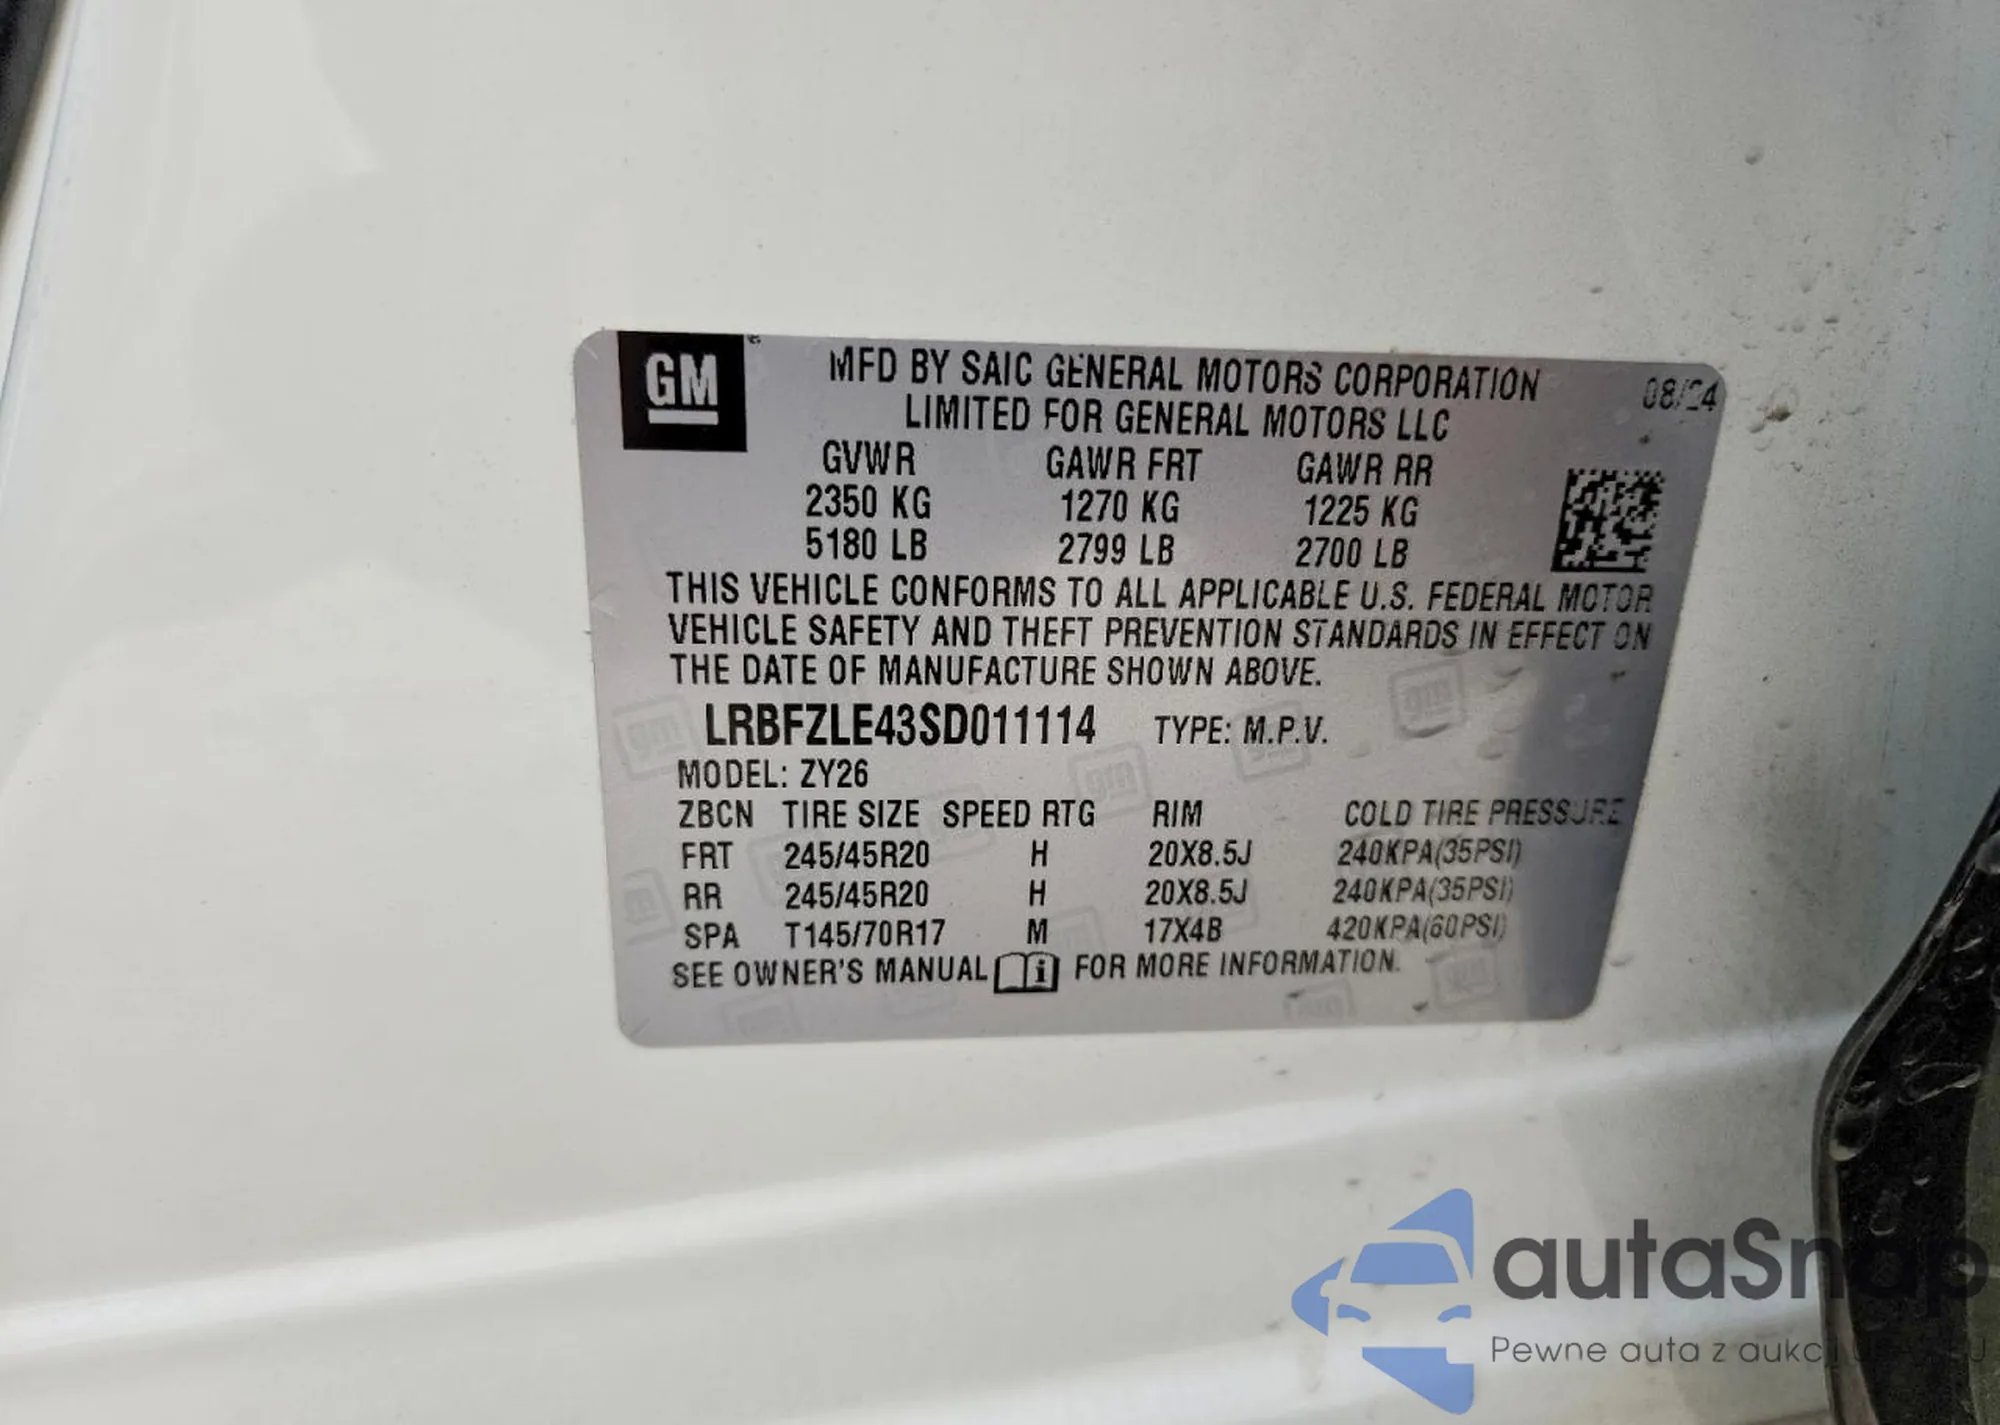 GM
MFD BY SAIC GENERAL MOTORS CORPORATION
LIMITED FOR GENERAL MOTORS LLC
08/24
GVWR GAWR FRT GAWR RR
2350 KG 1270 KG 1225 KG
5180 LB 2799 LB 2700 LB
THIS VEHICLE CONFORMS TO ALL APPLICABLE U.S. FEDERAL MOTOR
VEHICLE SAFETY AND THEFT PREVENTION STANDARDS IN EFFECT ON
THE DATE OF MANUFACTURE SHOWN ABOVE.
LRBFZLE43SD011114 TYPE: M.P.V.
MODEL: ZY26
ZBCN TIRE SIZE SPEED RTG RIM COLD TIRE PRESSURE
FRT 245/45R20 H 20X8.5J 240KPA(35PSI)
RR 245/45R20 H 20X8.5J 240KPA(35PSI)
SPA T145/70R17 M 17X4B 420KPA(60PSI)
SEE OWNER'S MANUAL FOR MORE INFORMATION.
autaSnap
Pewne auta z aukcji